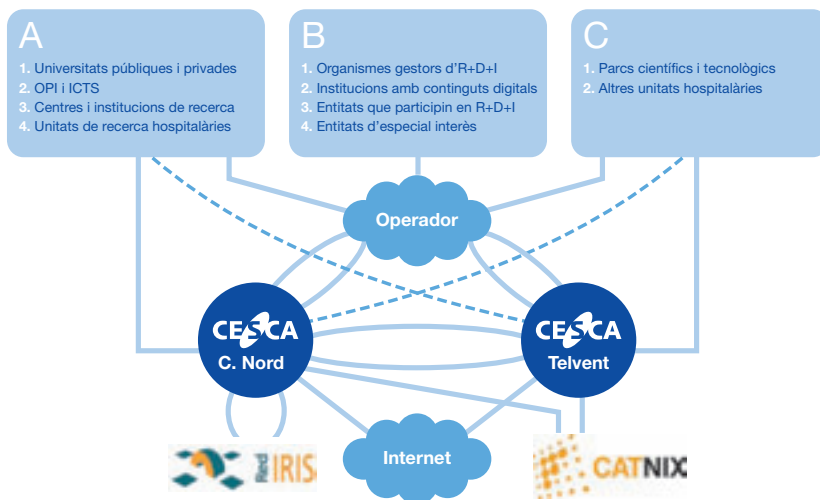 A
1. Universitats públiques i privades
2. OPI i ICTS
3. Centres i institucions de recerca
4. Unitats de recerca hospitalàries
B
1. Organismes gestors d'R+D+I
2. Institucions amb continguts digitals
3. Entitats que participin en R+D+I
4. Entitats d'especial interès
C
1. Parcs científics i tecnològics
2. Altres unitats hospitalàries
Operador
CESCA
C. Nord
CESCA
Telvent
Red IRIS
Internet
CATNIX